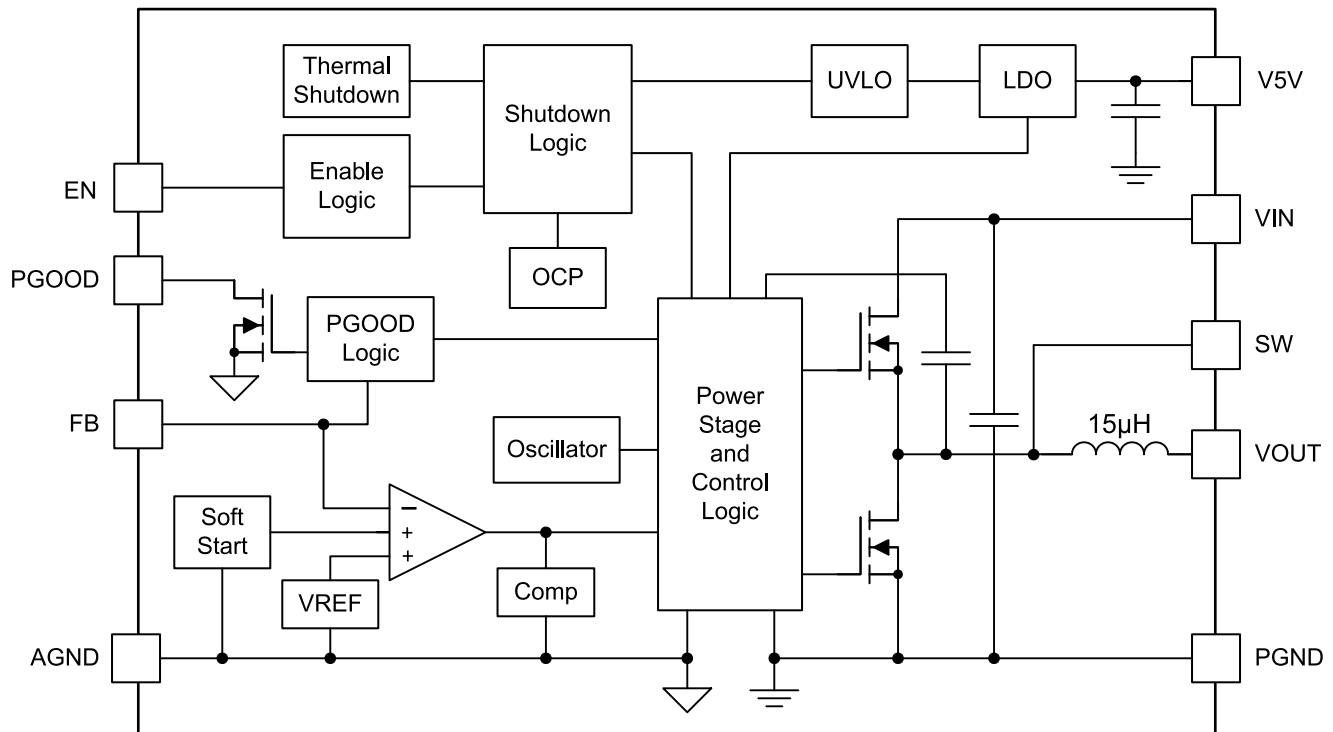 Thermal
Shutdown
Shutdown
Logic
UVLO
LDO
V5V
EN
Enable
Logic
VIN
PGOOD
OCP
PGOOD
Logic
SW
FB
Power
Stage
and
Control
Logic
15µH
Oscillator
VOUT
Soft
Start
−
+
+
VREF
Comp
AGND
PGND